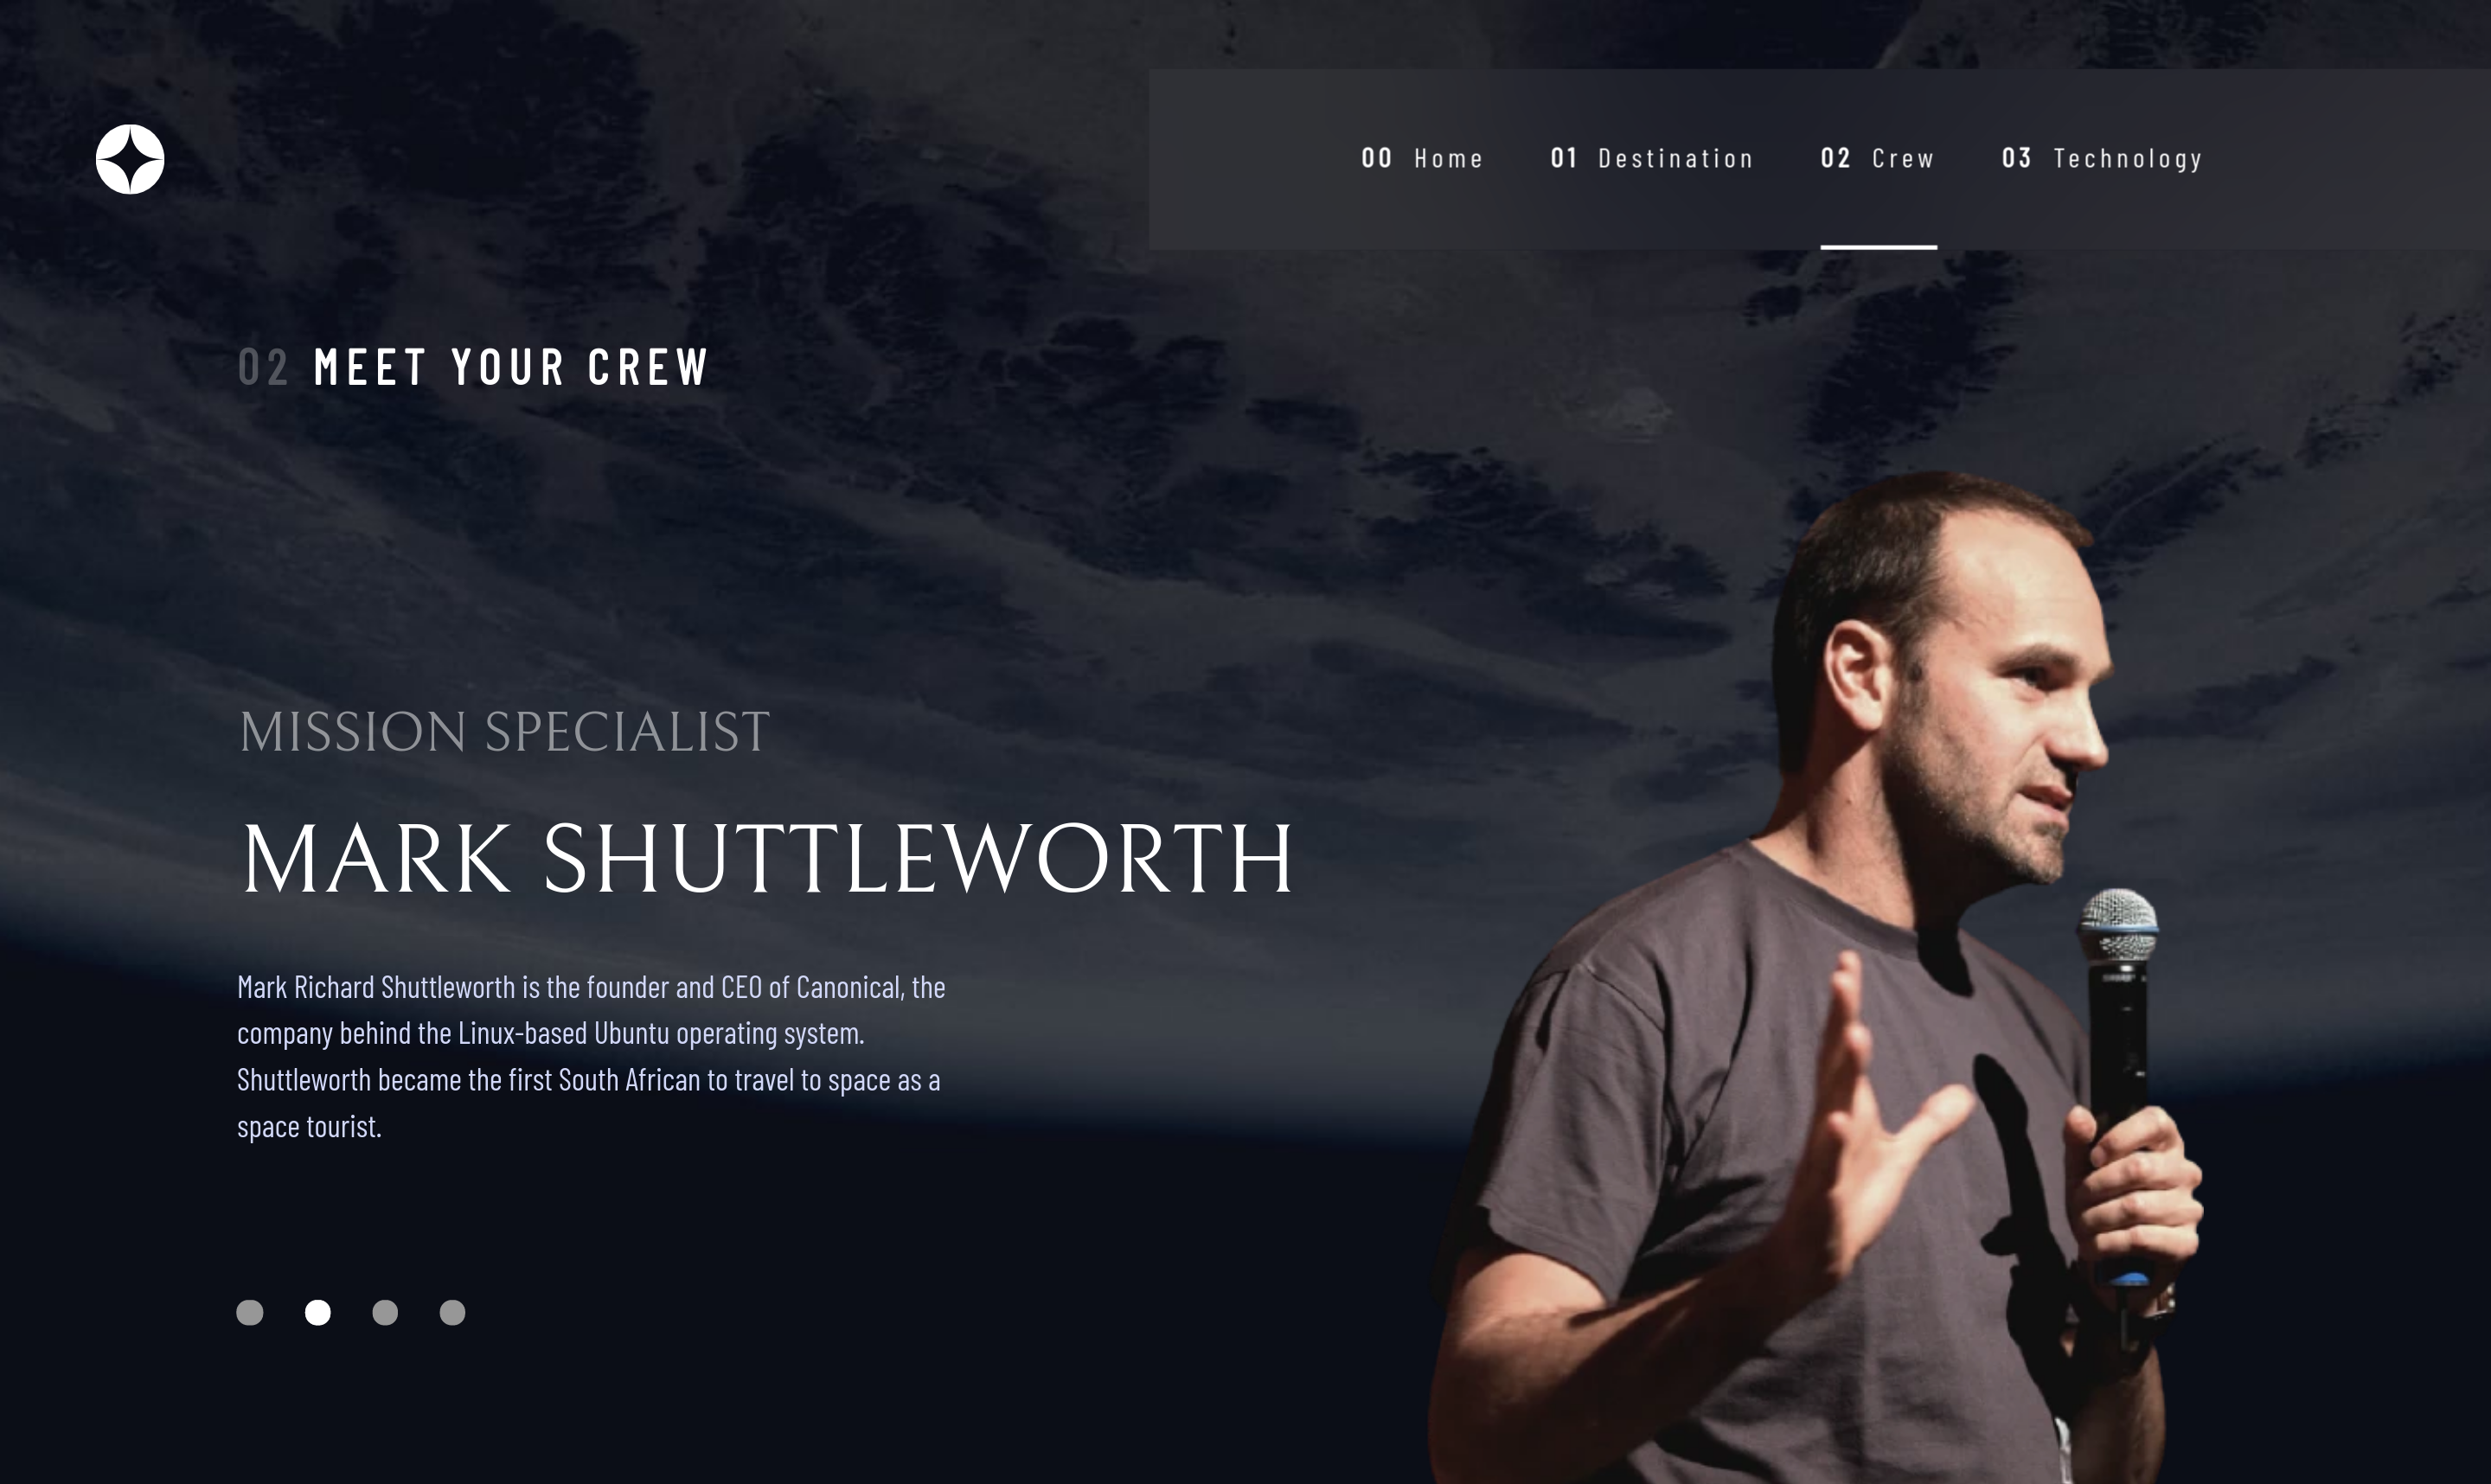 00 Home 01 Destination 02 Crew 03 Technology
02 MEET YOUR CREW
MISSION SPECIALIST
MARK SHUTTLEWORTH
Mark Richard Shuttleworth is the founder and CEO of Canonical, the
company behind the Linux-based Ubuntu operating system.
Shuttleworth became the first South African to travel to space as a
space tourist.